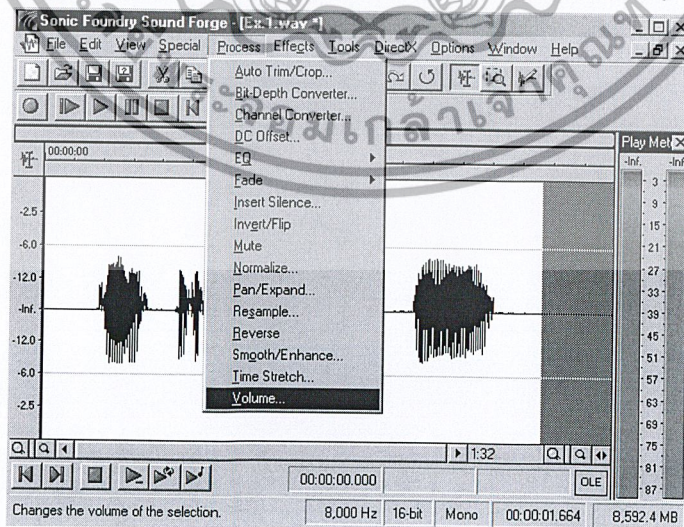 Sonic Foundry Sound Forge - [Ex.1.wav *]
File Edit View Special Process Effects Tools DirectX Options Window Help
Auto Trim/Crop...
Bit-Depth Converter...
Channel Converter...
DC Offset...
EQ
Fade
Insert Silence...
Invert/Flip
Mute
Normalize...
Pan/Expand...
Resample...
Reverse
Smooth/Enhance...
Time Stretch...
Volume...
00:00:00
-2.5
-6.0
-12.0
-Inf.
-12.0
-6.0
-2.5
Play Met
-Inf. -Inf
3
9
15
21
27
33
39
45
51
57
63
69
75
81
87
1:32
00:00:00.000
OLE
Changes the volume of the selection.
8,000 Hz 16-bit Mono 00:00:01.664 8,592.4 MB